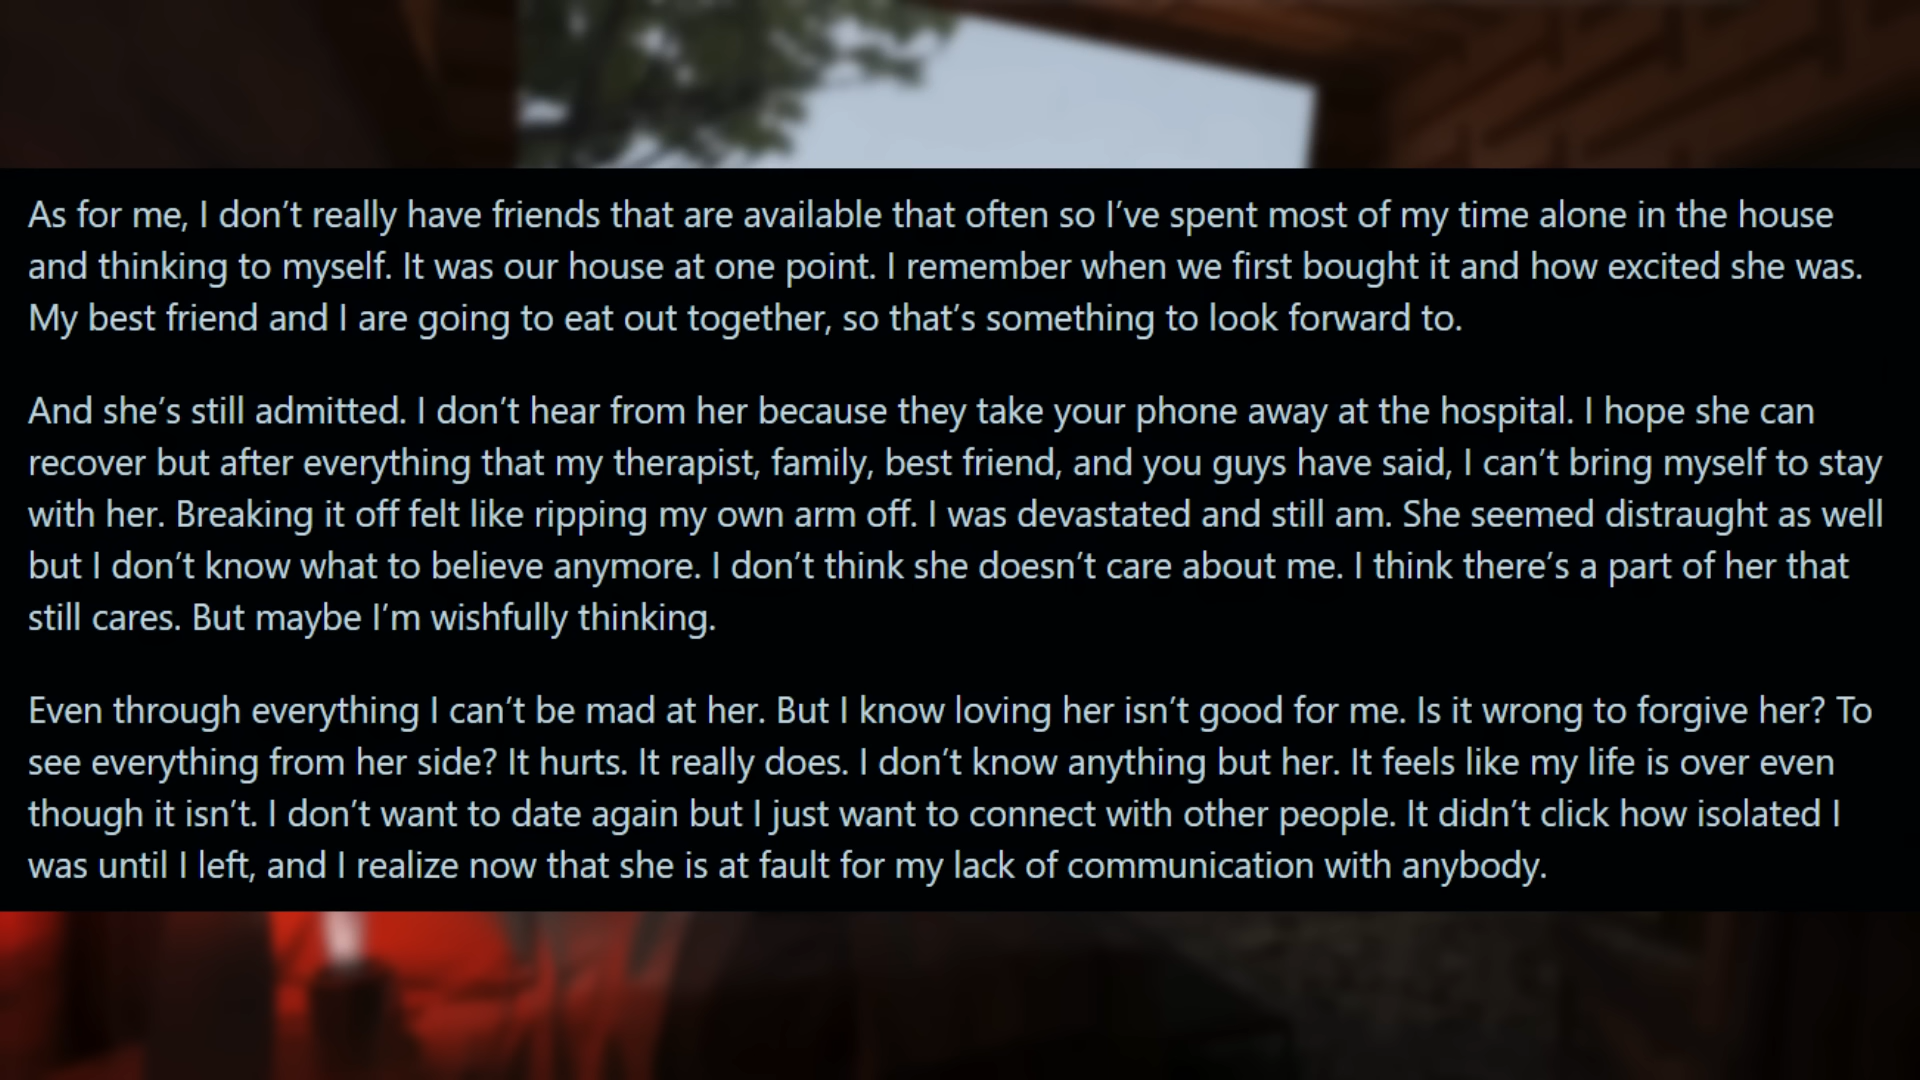 As for me, I don’t really have friends that are available that often so I’ve spent most of my time alone in the house
and thinking to myself. It was our house at one point. I remember when we first bought it and how excited she was.
My best friend and I are going to eat out together, so that’s something to look forward to.
And she’s still admitted. I don’t hear from her because they take your phone away at the hospital. I hope she can
recover but after everything that my therapist, family, best friend, and you guys have said, I can’t bring myself to stay
with her. Breaking it off felt like ripping my own arm off. I was devastated and still am. She seemed distraught as well
but I don’t know what to believe anymore. I don’t think she doesn’t care about me. I think there’s a part of her that
still cares. But maybe I’m wishfully thinking.
Even through everything I can’t be mad at her. But I know loving her isn’t good for me. Is it wrong to forgive her? To
see everything from her side? It hurts. It really does. I don’t know anything but her. It feels like my life is over even
though it isn’t. I don’t want to date again but I just want to connect with other people. It didn’t click how isolated I
was until I left, and I realize now that she is at fault for my lack of communication with anybody.